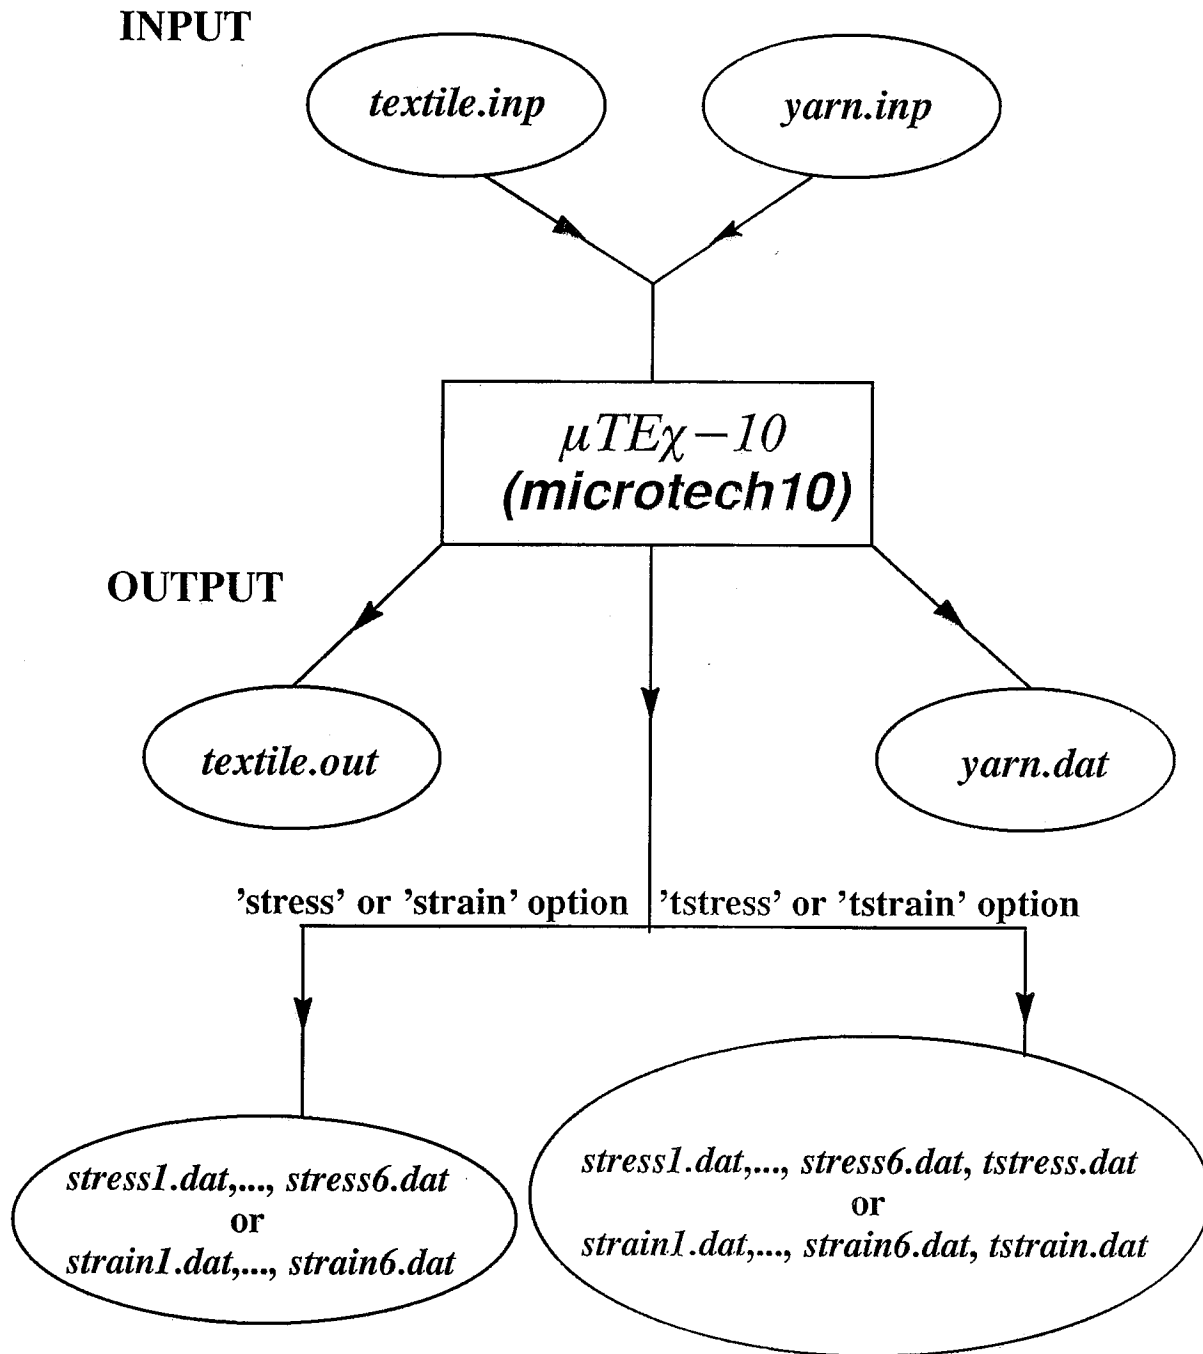 INPUT
textile.inp
yarn.inp
μTEχ−10
(microtech10)
OUTPUT
textile.out
yarn.dat
'stress' or 'strain' option
'tstress' or 'tstrain' option
stress1.dat,..., stress6.dat
or
strain1.dat,..., strain6.dat
stress1.dat,..., stress6.dat, tstress.dat
or
strain1.dat,..., strain6.dat, tstrain.dat